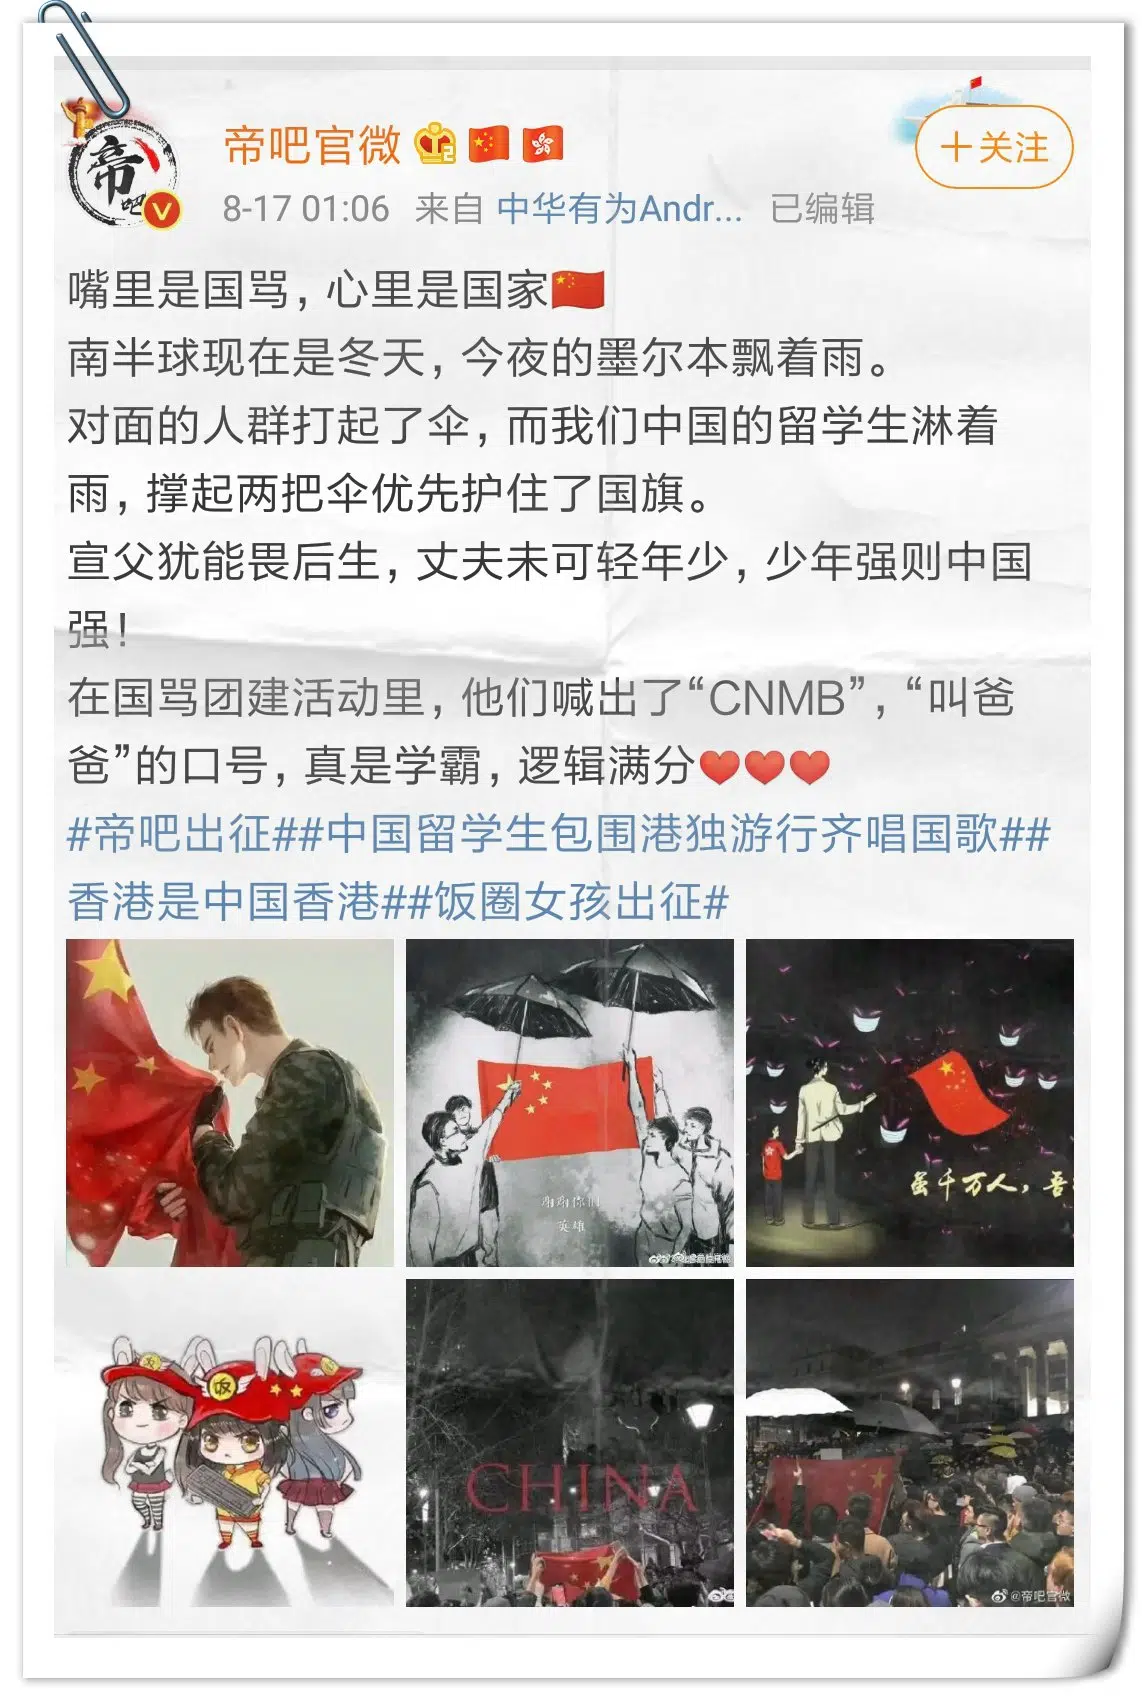 帝吧
帝吧官微
+关注
8-17 01:06 来自 中华有为Andr... 已编辑
嘴里是国骂，心里是国家
南半球现在是冬天，今夜的墨尔本飘着雨。
对面的人群打起了伞，而我们中国的留学生淋着
雨，撑起两把伞优先护住了国旗。
宣父犹能畏后生，丈夫未可轻年少，少年强则中国
强！
在国骂团建活动里，他们喊出了“CNMB”，“叫爸
爸”的口号，真是学霸，逻辑满分
#帝吧出征##中国留学生包围港独游行齐唱国歌##
香港是中国香港##饭圈女孩出征#
谢谢你们
英雄
虽千万人，吾
饭
CHINA
@帝吧官微